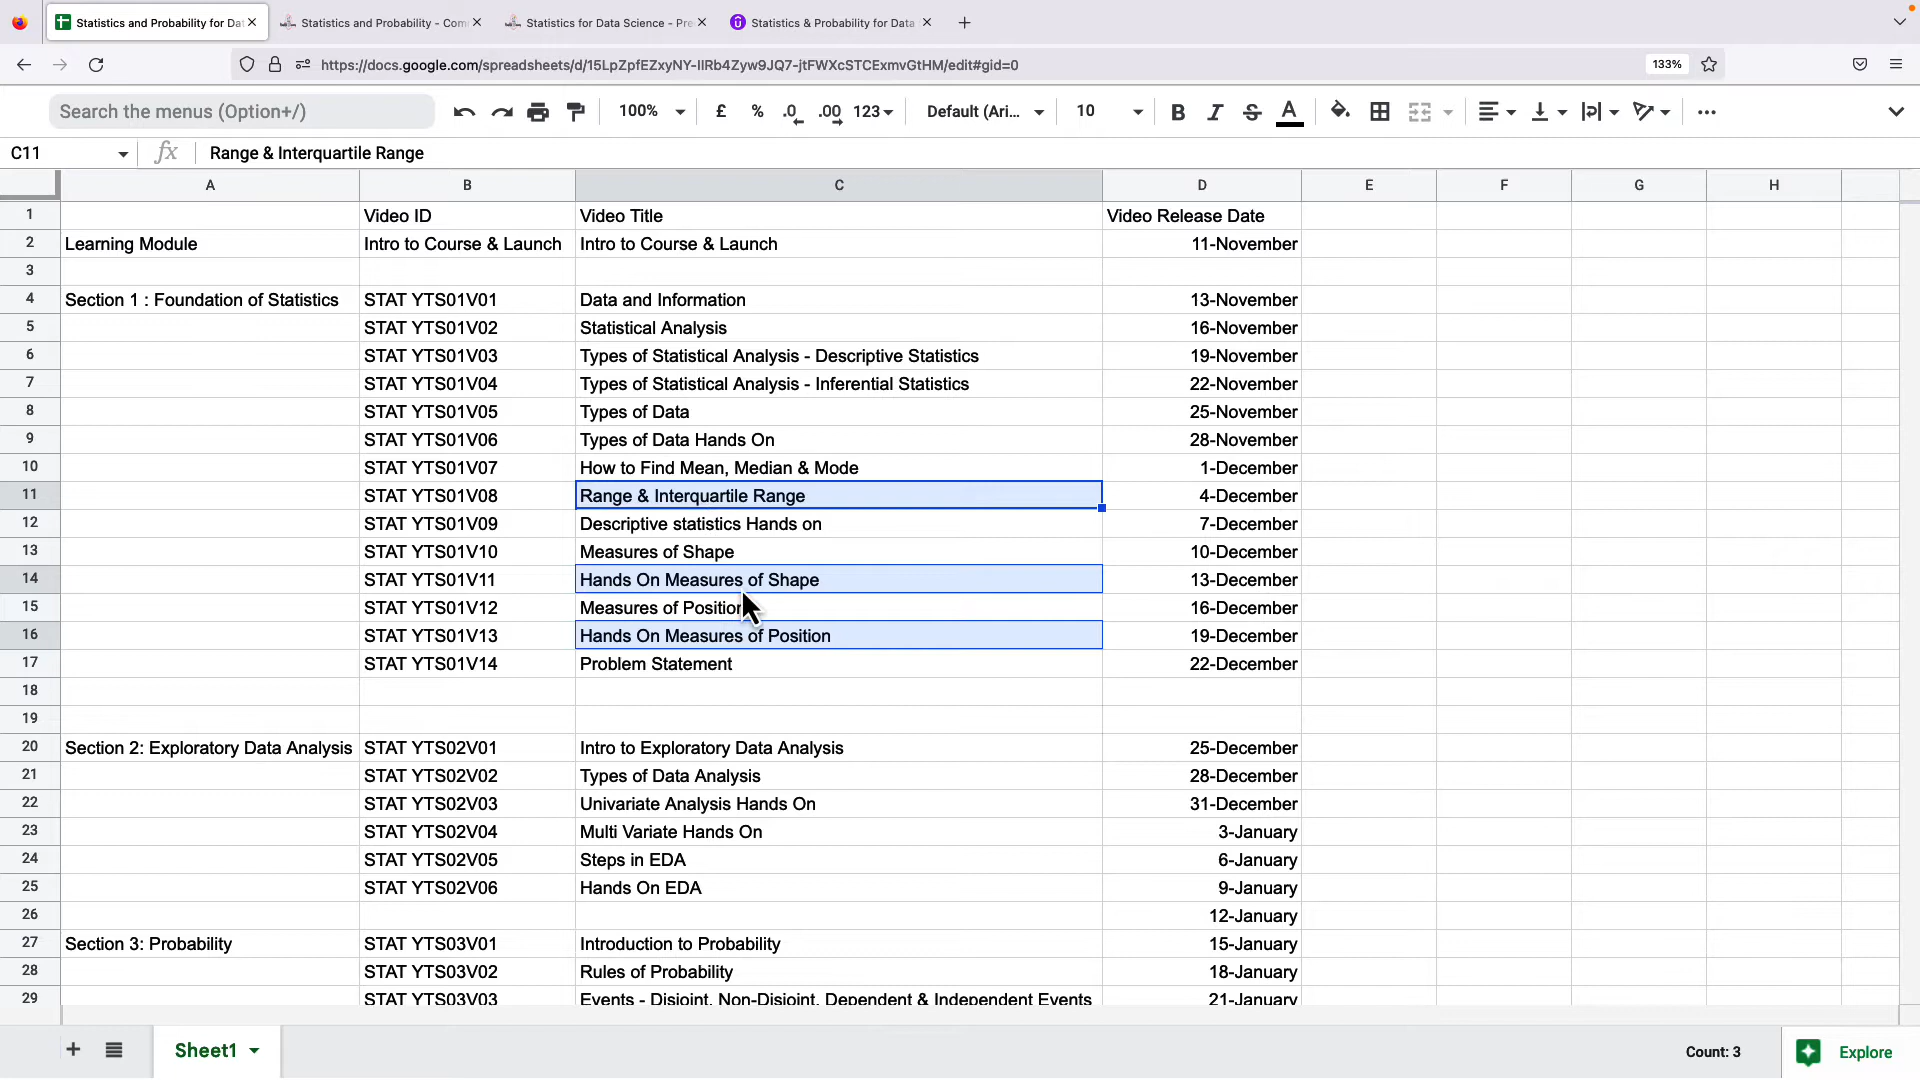 Statistics and Probability for Dat
Statistics and Probability - Com
Statistics for Data Science - Pre
Statistics & Probability for Data
https://docs.google.com/spreadsheets/d/15LpZpfEZxyNY-IIRb4Zyw9JQ7-jtFWXcSTCExmvGtHM/edit#gid=0
133%
Search the menus (Option+/)
100% £ % .0 .00 123 Default (Ari... 10 B I S A
C11 fx Range & Interquartile Range
A B C D E F G H
1 Video ID Video Title Video Release Date
2 Learning Module Intro to Course & Launch Intro to Course & Launch 11-November
3
4 Section 1 : Foundation of Statistics STAT YTS01V01 Data and Information 13-November
5 STAT YTS01V02 Statistical Analysis 16-November
6 STAT YTS01V03 Types of Statistical Analysis - Descriptive Statistics 19-November
7 STAT YTS01V04 Types of Statistical Analysis - Inferential Statistics 22-November
8 STAT YTS01V05 Types of Data 25-November
9 STAT YTS01V06 Types of Data Hands On 28-November
10 STAT YTS01V07 How to Find Mean, Median & Mode 1-December
11 STAT YTS01V08 Range & Interquartile Range 4-December
12 STAT YTS01V09 Descriptive statistics Hands on 7-December
13 STAT YTS01V10 Measures of Shape 10-December
14 STAT YTS01V11 Hands On Measures of Shape 13-December
15 STAT YTS01V12 Measures of Position 16-December
16 STAT YTS01V13 Hands On Measures of Position 19-December
17 STAT YTS01V14 Problem Statement 22-December
18
19
20 Section 2: Exploratory Data Analysis STAT YTS02V01 Intro to Exploratory Data Analysis 25-December
21 STAT YTS02V02 Types of Data Analysis 28-December
22 STAT YTS02V03 Univariate Analysis Hands On 31-December
23 STAT YTS02V04 Multi Variate Hands On 3-January
24 STAT YTS02V05 Steps in EDA 6-January
25 STAT YTS02V06 Hands On EDA 9-January
26 12-January
27 Section 3: Probability STAT YTS03V01 Introduction to Probability 15-January
28 STAT YTS03V02 Rules of Probability 18-January
29 STAT YTS03V03 Events - Disjoint, Non-Disjoint, Dependent & Independent Events 21-January
Sheet1 Count: 3 Explore